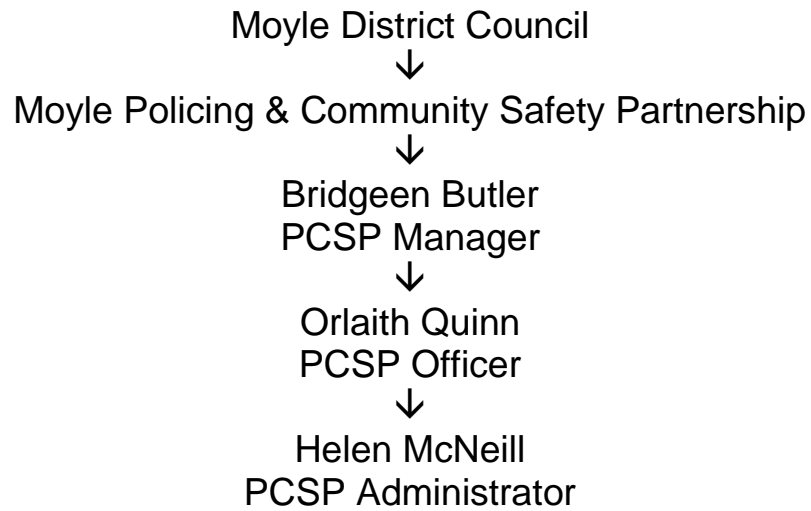 Moyle District Council
↓
Moyle Policing & Community Safety Partnership
↓
Bridgeen Butler
PCSP Manager
↓
Orlaith Quinn
PCSP Officer
↓
Helen McNeill
PCSP Administrator